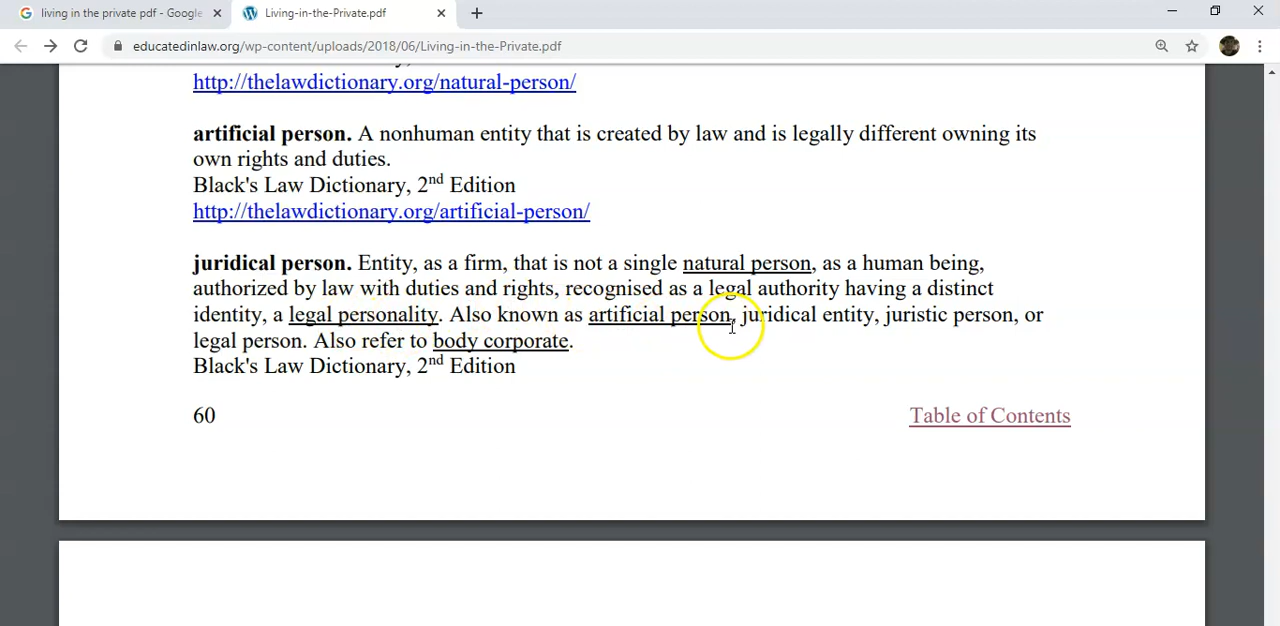 living in the private pdf - Google
Living-in-the-Private.pdf
educatedinlaw.org/wp-content/uploads/2018/06/Living-in-the-Private.pdf
http://thelawdictionary.org/natural-person/
artificial person. A nonhuman entity that is created by law and is legally different owning its
own rights and duties.
Black's Law Dictionary, 2nd Edition
http://thelawdictionary.org/artificial-person/
juridical person. Entity, as a firm, that is not a single natural person, as a human being,
authorized by law with duties and rights, recognised as a legal authority having a distinct
identity, a legal personality. Also known as artificial person, juridical entity, juristic person, or
legal person. Also refer to body corporate.
Black's Law Dictionary, 2nd Edition
60
Table of Contents